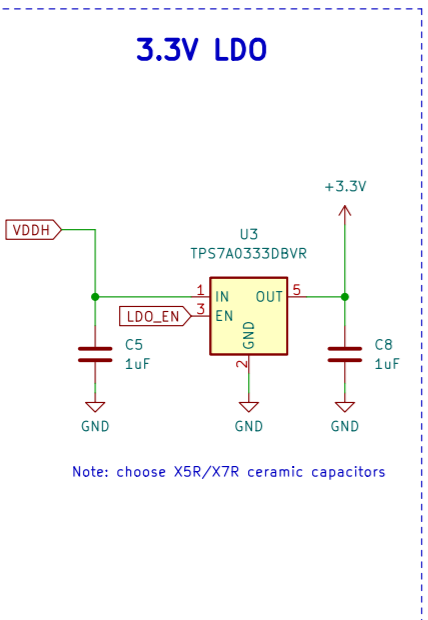 3.3V LDO
+3.3V
VDDH
U3
TPS7A0333DBVR
1 IN OUT 5
LDO_EN 3 EN
GND
2
C5
1uF
C8
1uF
GND GND GND
Note: choose X5R/X7R ceramic capacitors